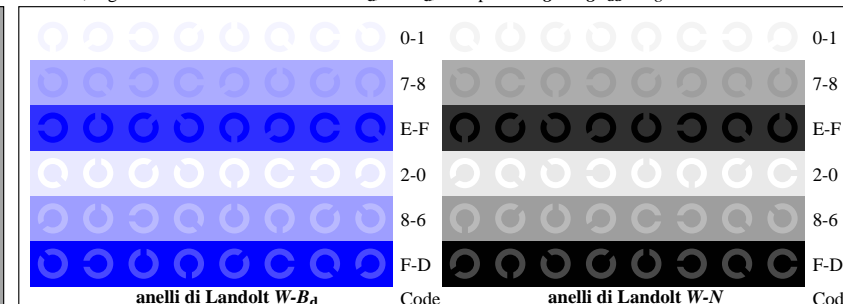 0-1
7-8
E-F
2-0
8-6
F-D
anelli di Landolt W-Bd Code
0-1
7-8
E-F
2-0
8-6
F-D
anelli di Landolt W-N